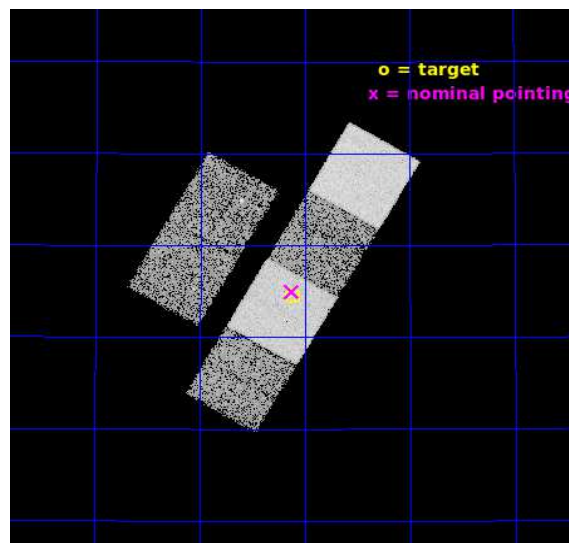 o = target
x = nominal pointing